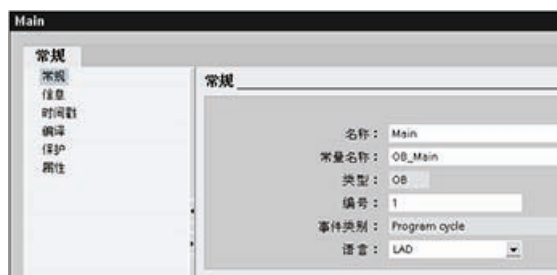 Main
常规
常规
信息
时间戳
编译
保护
属性
常规
名称： Main
常量名称： OB_Main
类型： OB
编号： 1
事件类别： Program cycle
语言： LAD